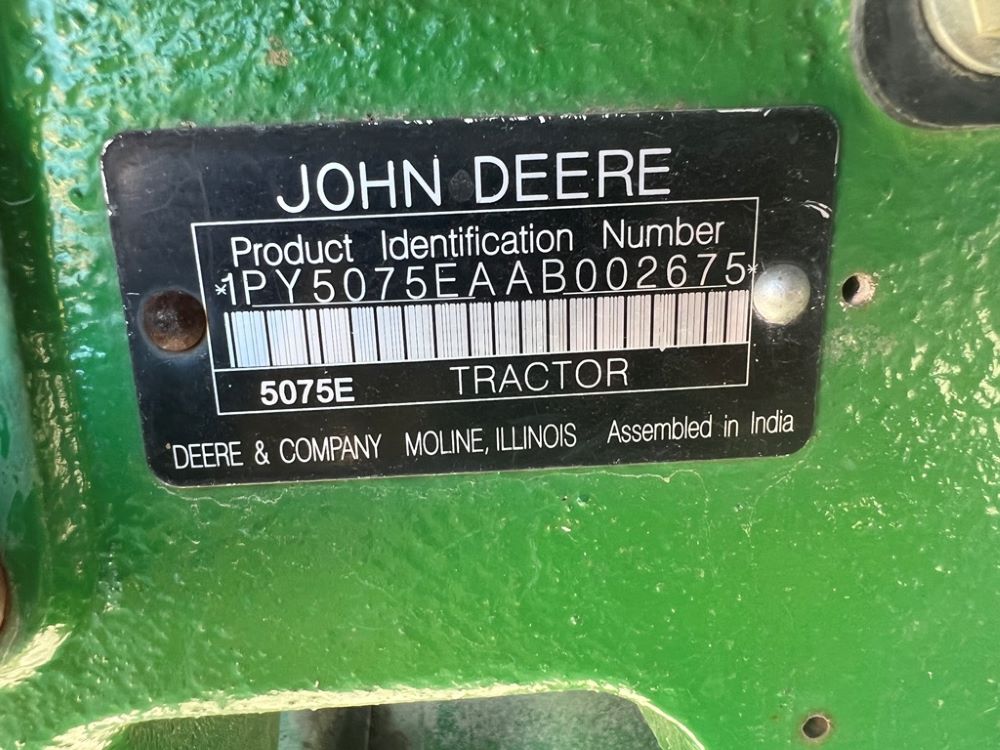 JOHN DEERE
Product Identification Number
*1PY5075EAAB002675*
5075E TRACTOR
DEERE & COMPANY MOLINE, ILLINOIS Assembled in India